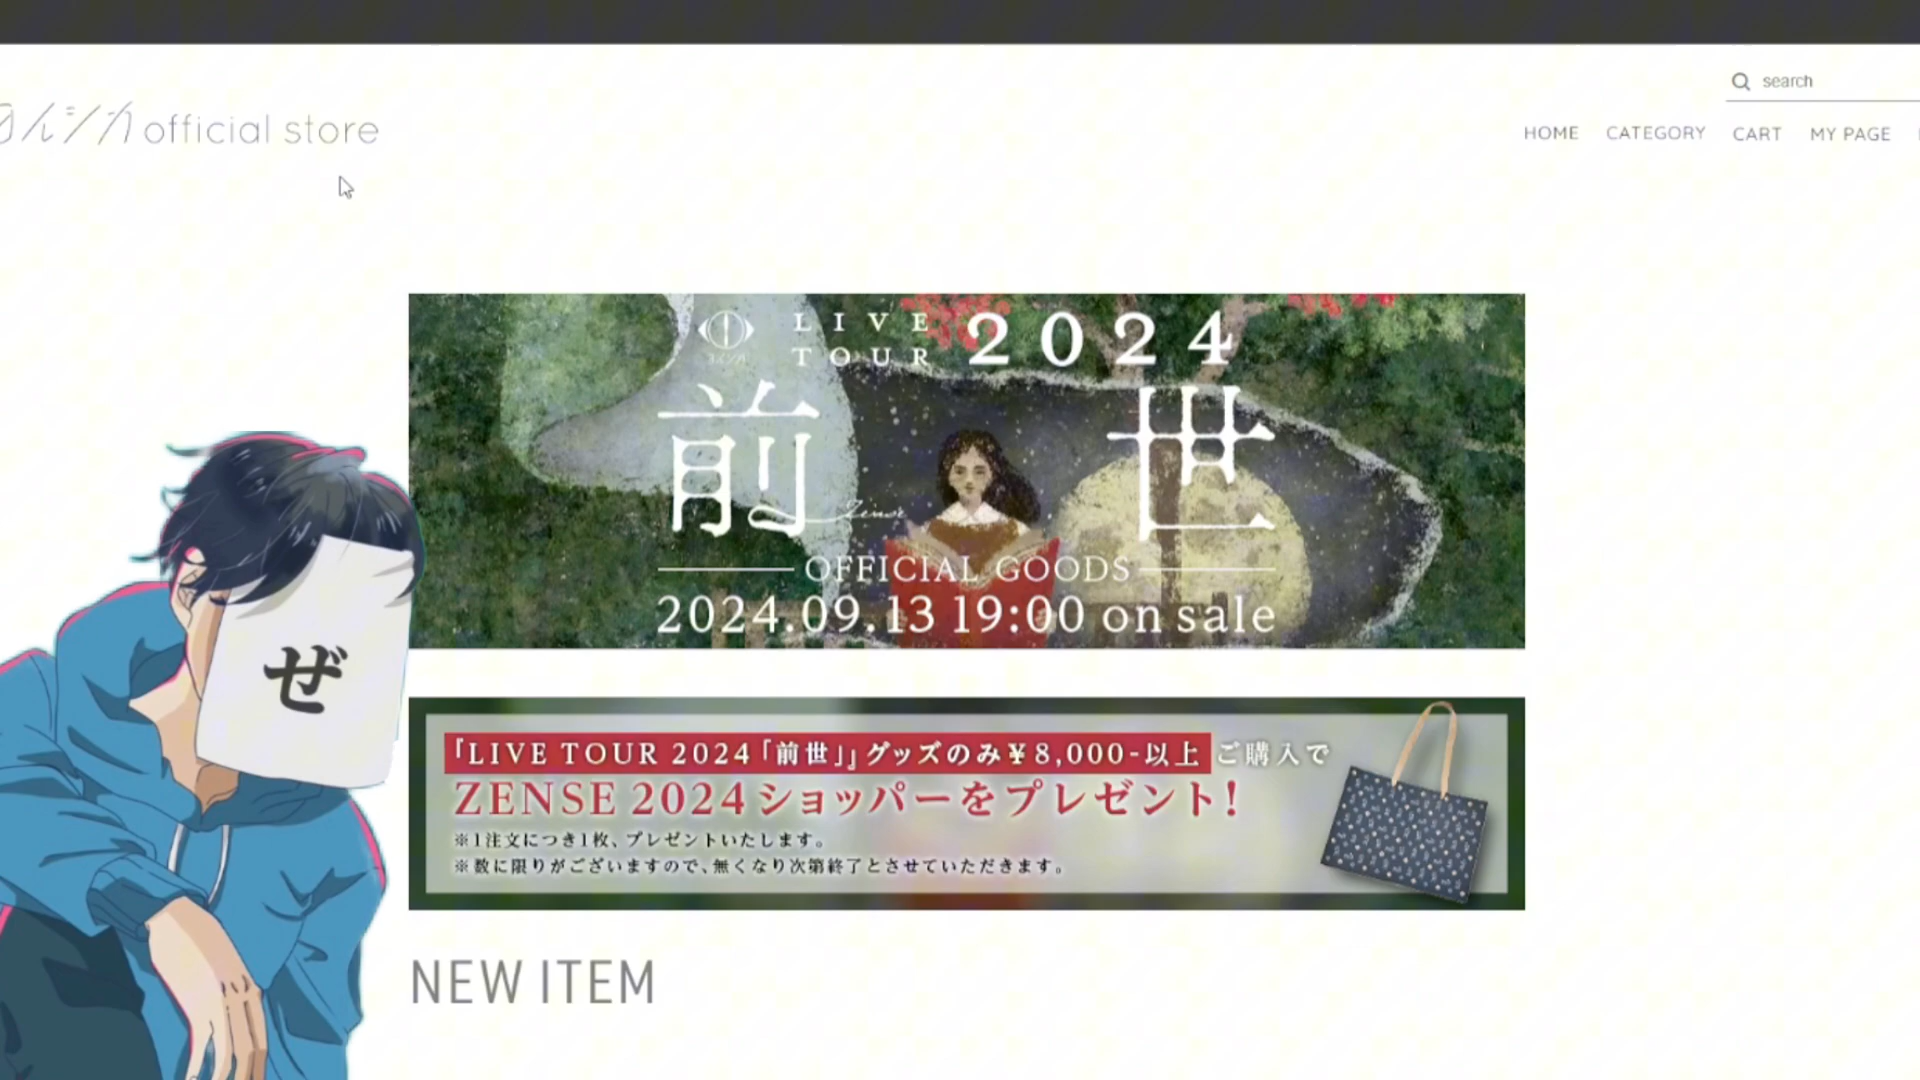 search
ヨルシカ official store
HOME CATEGORY CART MY PAGE
LIVE TOUR 2024
前世
OFFICIAL GOODS
2024.09.13 19:00 on sale
ぜ
『LIVE TOUR 2024「前世」』グッズのみ¥8,000-以上ご購入で
ZENSE 2024ショッパーをプレゼント!
※1注文につき1枚、プレゼントいたします。
※数に限りがございますので、無くなり次第終了とさせていただきます。
NEW ITEM